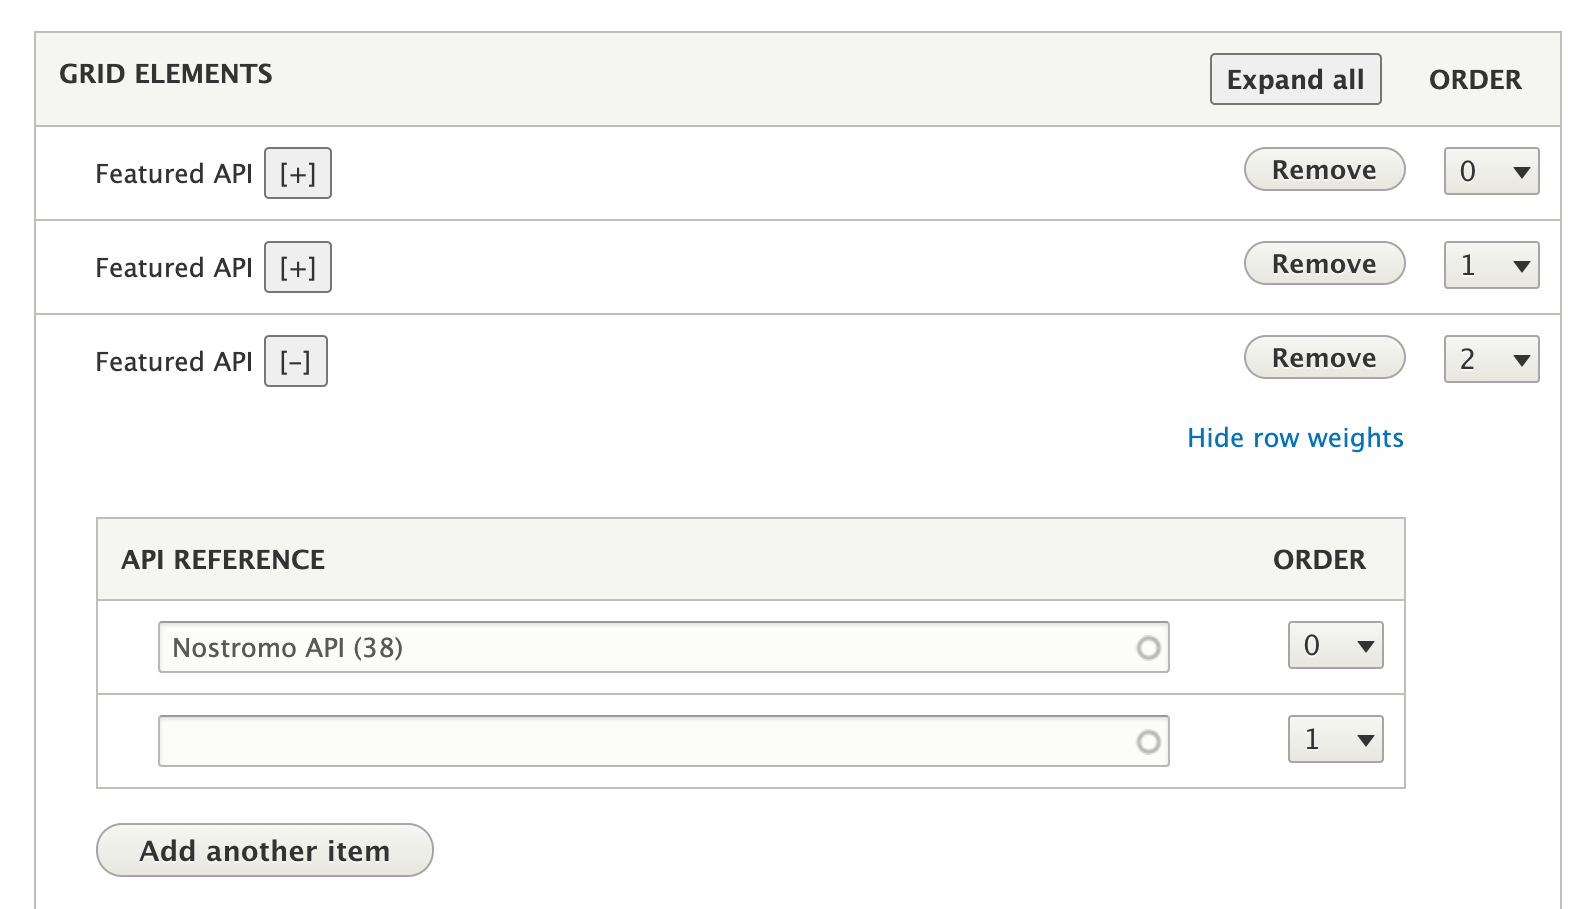 GRID ELEMENTS Expand all ORDER
Featured API [+] Remove 0
Featured API [+] Remove 1
Featured API [-] Remove 2
Hide row weights
API REFERENCE ORDER
Nostromo API (38) 0
1
Add another item